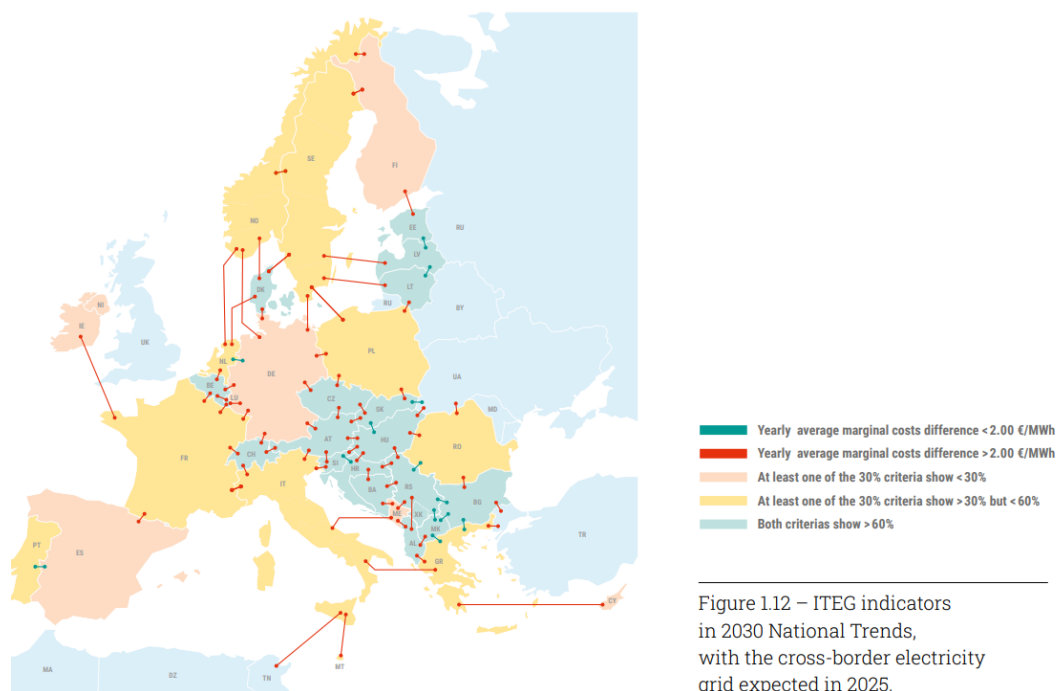 FI
SE
NO
RU
EE
LV
LT
DK
RU
BY
NI
IE
UK
NL
PL
DE
BE
LU
UA
CZ
SK
MD
FR
CH
AT
HU
RO
SI
HR
IT
BA
RS
BG
ME
XK
MK
AL
GR
TR
PT
ES
CY
MT
MA
DZ
TN
Yearly average marginal costs difference <2.00 €/MWh
Yearly average marginal costs difference >2.00 €/MWh
At least one of the 30% criteria show <30%
At least one of the 30% criteria show >30% but <60%
Both criterias show >60%
Figure 1.12 – ITEG indicators
in 2030 National Trends,
with the cross-border electricity
grid expected in 2025.